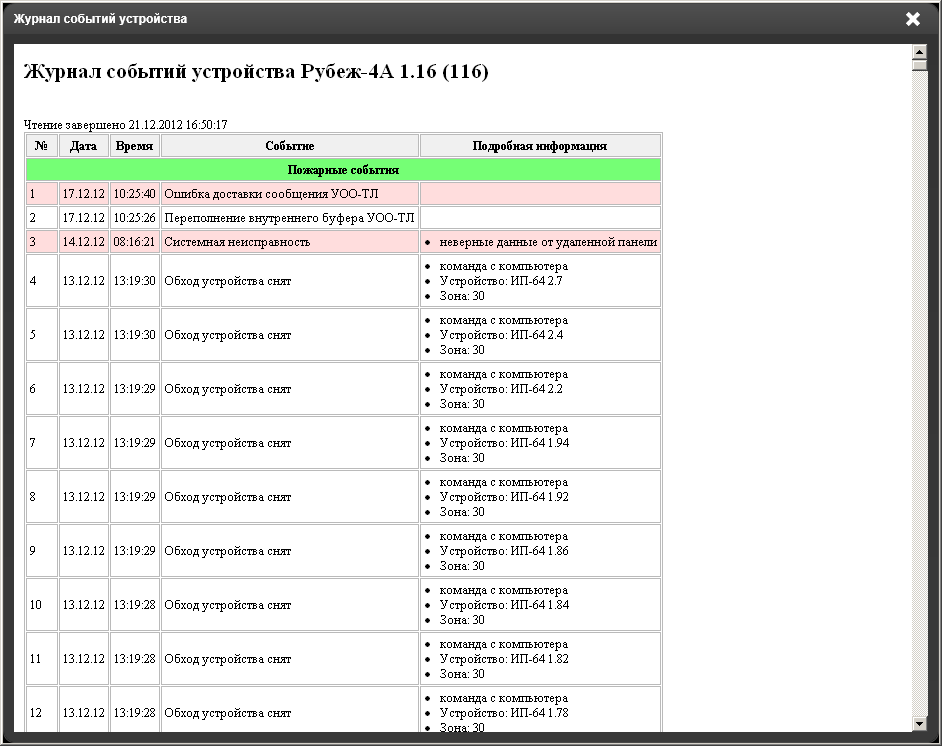 Журнал событий устройства
Журнал событий устройства Рубеж-4А 1.16 (116)
Чтение завершено 21.12.2012 16:50:17
№ Дата Время Событие Подробная информация
Пожарные события
1 17.12.12 10:25:40 Ошибка доставки сообщения УОО-ТЛ
2 17.12.12 10:25:26 Переполнение внутреннего буфера УОО-ТЛ
3 14.12.12 08:16:21 Системная неисправность • неверные данные от удаленной панели
• команда с компьютера
4 13.12.12 13:19:30 Обход устройства снят • Устройство: ИП-64 2.7
• Зона: 30
• команда с компьютера
5 13.12.12 13:19:30 Обход устройства снят • Устройство: ИП-64 2.4
• Зона: 30
• команда с компьютера
6 13.12.12 13:19:29 Обход устройства снят • Устройство: ИП-64 2.2
• Зона: 30
• команда с компьютера
7 13.12.12 13:19:29 Обход устройства снят • Устройство: ИП-64 1.94
• Зона: 30
• команда с компьютера
8 13.12.12 13:19:29 Обход устройства снят • Устройство: ИП-64 1.92
• Зона: 30
• команда с компьютера
9 13.12.12 13:19:29 Обход устройства снят • Устройство: ИП-64 1.86
• Зона: 30
• команда с компьютера
10 13.12.12 13:19:28 Обход устройства снят • Устройство: ИП-64 1.84
• Зона: 30
• команда с компьютера
11 13.12.12 13:19:28 Обход устройства снят • Устройство: ИП-64 1.82
• Зона: 30
• команда с компьютера
12 13.12.12 13:19:28 Обход устройства снят • Устройство: ИП-64 1.78
• Зона: 30